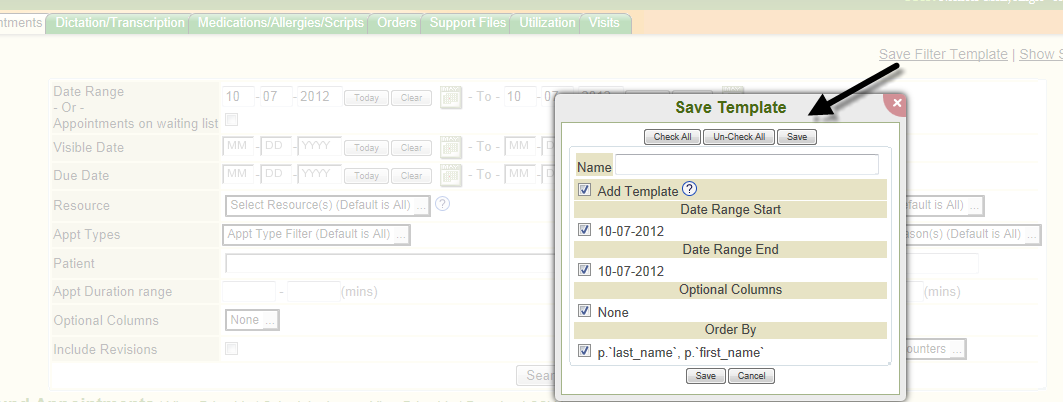 ntments Dictation/Transcription Medications/Allergies/Scripts Orders Support Files Utilization Visits
Save Filter Template | Show S
Date Range
- Or -
Appointments on waiting list
10 - 07 - 2012 Today Clear - To - 10 - 07
Visible Date MM - DD - YYYY Today Clear - To - MM - D
Due Date MM - DD - YYYY Today Clear - To - MM - D
Resource Select Resource(s) (Default is All) ... ? fault is All) ...
Appt Types Appt Type Filter (Default is All) ... ason(s) (Default is All) ...
Patient
Appt Duration range - (mins) (mins)
Optional Columns None ...
Include Revisions ounters ...
Sear
Save Template
x
Check All Un-Check All Save
Name
Add Template ?
Date Range Start
10-07-2012
Date Range End
10-07-2012
Optional Columns
None
Order By
p.`last_name`, p.`first_name`
Save Cancel